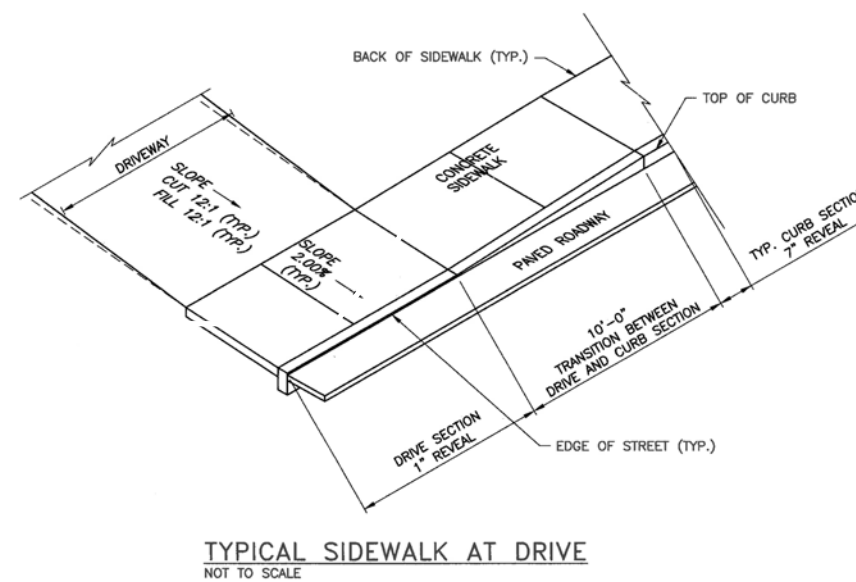 BACK OF SIDEWALK (TYP.)
TOP OF CURB
DRIVEWAY
SLOPE
CUT 12:1 (TYP.)
FILL 12:1 (TYP.)
CONCRETE
SIDEWALK
SLOPE
2.00%
(TYP.)
PAVED ROADWAY
TYP. CURB SECTION
7" REVEAL
10'-0"
TRANSITION BETWEEN
DRIVE AND CURB SECTION
DRIVE SECTION
1" REVEAL
EDGE OF STREET (TYP.)
TYPICAL SIDEWALK AT DRIVE
NOT TO SCALE